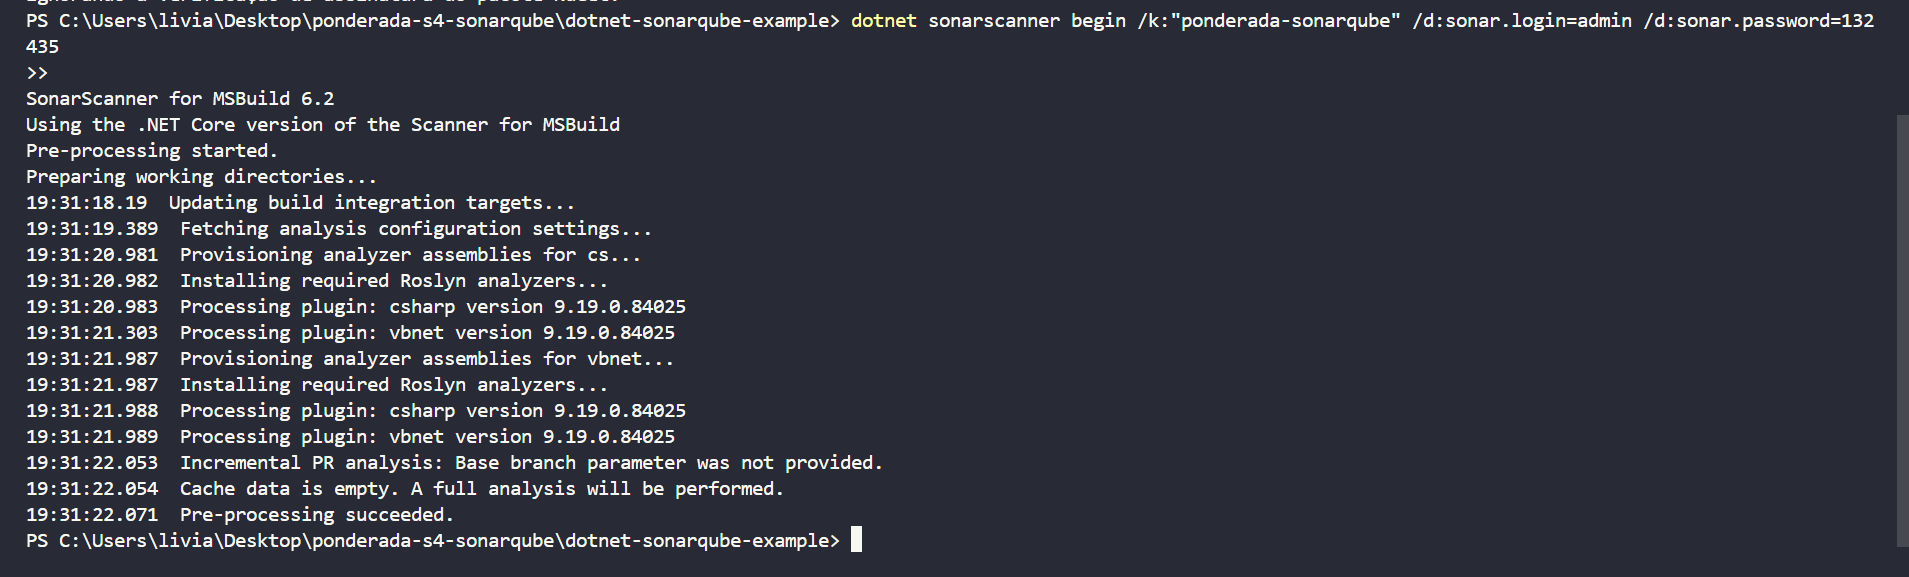 Ignorando a verificação de assinatura do pacote NuGet.
PS C:\Users\livia\Desktop\ponderada-s4-sonarqube\dotnet-sonarqube-example> dotnet sonarscanner begin /k:"ponderada-sonarqube" /d:sonar.login=admin /d:sonar.password=132
435
>>
SonarScanner for MSBuild 6.2
Using the .NET Core version of the Scanner for MSBuild
Pre-processing started.
Preparing working directories...
19:31:18.19  Updating build integration targets...
19:31:19.389  Fetching analysis configuration settings...
19:31:20.981  Provisioning analyzer assemblies for cs...
19:31:20.982  Installing required Roslyn analyzers...
19:31:20.983  Processing plugin: csharp version 9.19.0.84025
19:31:21.303  Processing plugin: vbnet version 9.19.0.84025
19:31:21.987  Provisioning analyzer assemblies for vbnet...
19:31:21.987  Installing required Roslyn analyzers...
19:31:21.988  Processing plugin: csharp version 9.19.0.84025
19:31:21.989  Processing plugin: vbnet version 9.19.0.84025
19:31:22.053  Incremental PR analysis: Base branch parameter was not provided.
19:31:22.054  Cache data is empty. A full analysis will be performed.
19:31:22.071  Pre-processing succeeded.
PS C:\Users\livia\Desktop\ponderada-s4-sonarqube\dotnet-sonarqube-example>